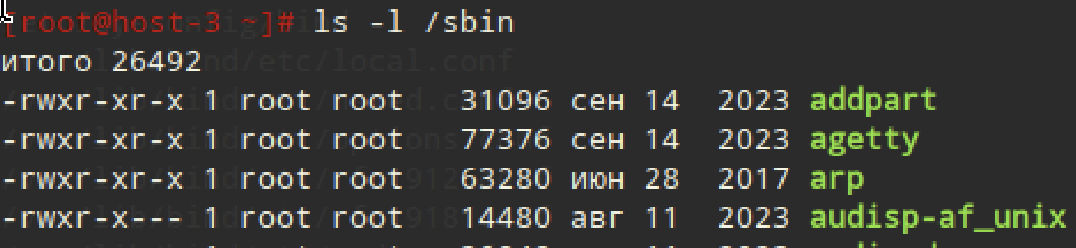 [root@host-3 ~]# ls -l /sbin
итого 26492
-rwxr-xr-x 1 root root 31096 сен 14 2023 addpart
-rwxr-xr-x 1 root root 77376 сен 14 2023 agetty
-rwxr-xr-x 1 root root 63280 июн 28 2017 arp
-rwxr-x--- 1 root root 14480 авг 11 2023 audisp-af_unix